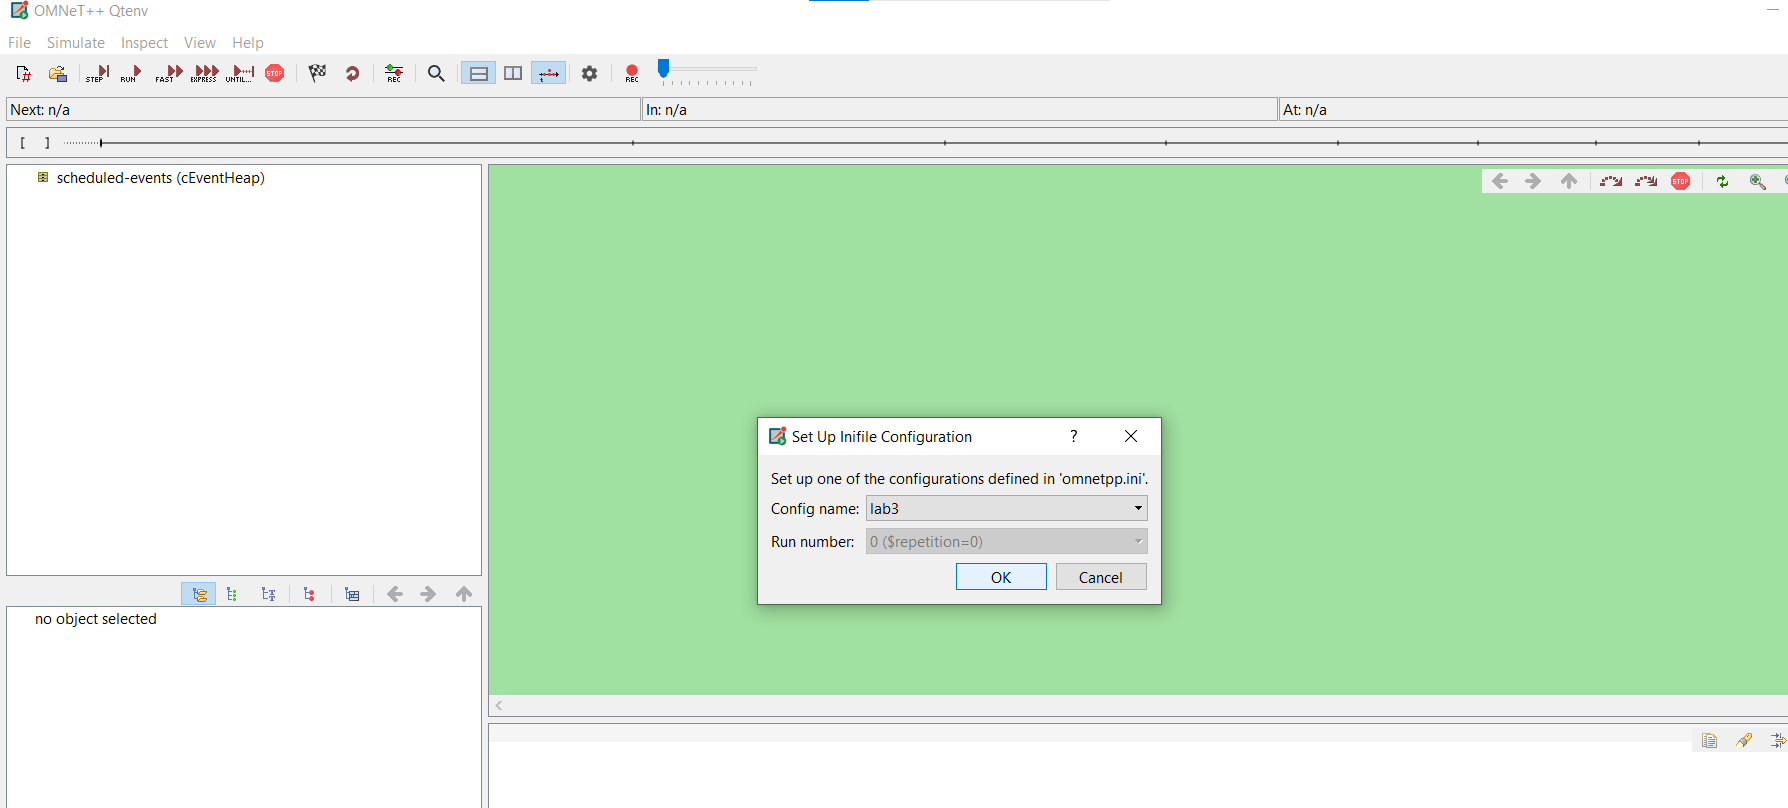 OMNeT++ Qtenv
File Simulate Inspect View Help
STEP RUN FAST EXPRESS UNTIL... STOP REC REC
Next: n/a In: n/a At: n/a
[ ]
scheduled-events (cEventHeap)
STOP
Set Up Inifile Configuration ?
Set up one of the configurations defined in 'omnetpp.ini'.
Config name: lab3
Run number: 0 ($repetition=0)
OK Cancel
no object selected